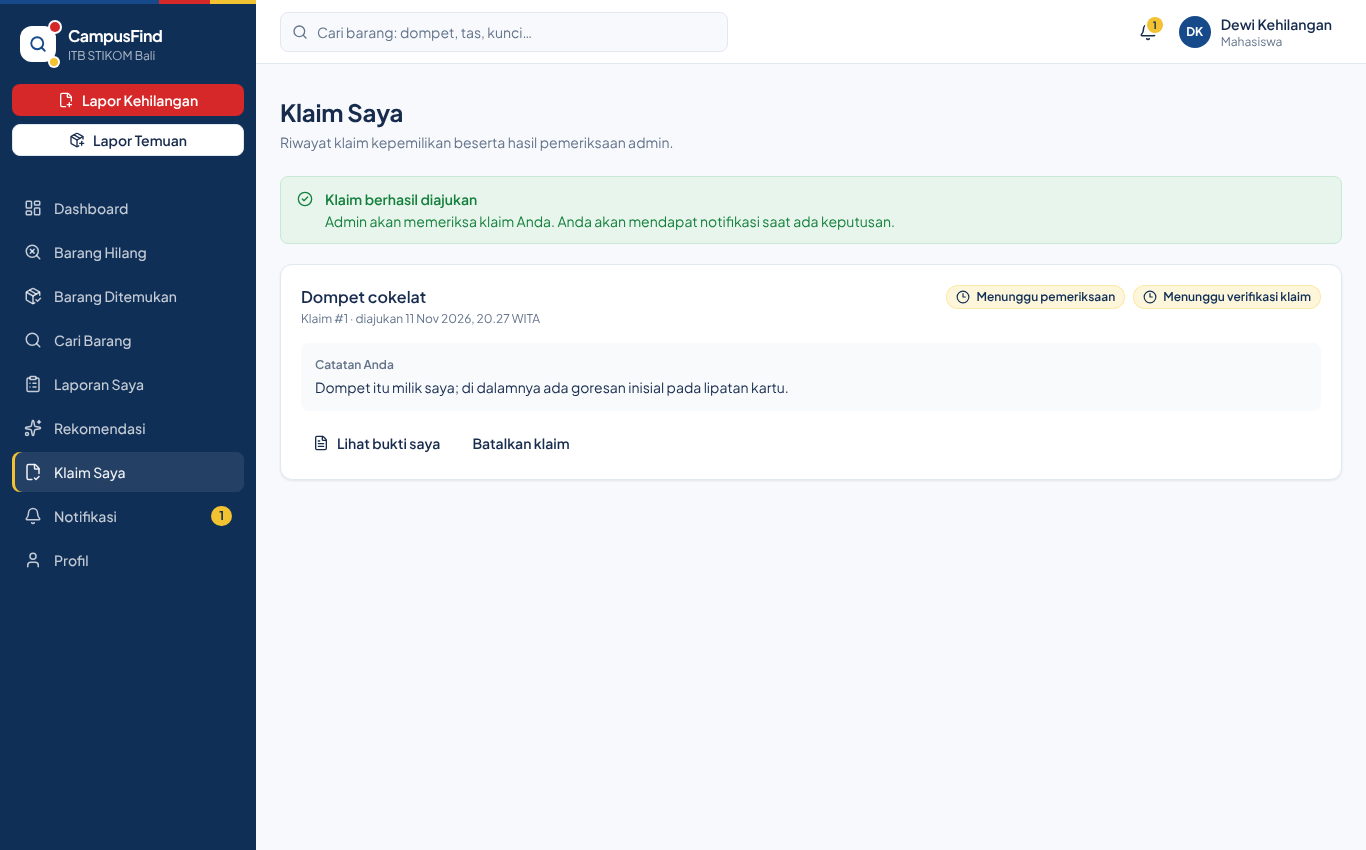 CampusFind
ITB STIKOM Bali
Lapor Kehilangan
Lapor Temuan
Dashboard
Barang Hilang
Barang Ditemukan
Cari Barang
Laporan Saya
Rekomendasi
Klaim Saya
Notifikasi 1
Profil
Cari barang: dompet, tas, kunci...
1
DK
Dewi Kehilangan
Mahasiswa
Klaim Saya
Riwayat klaim kepemilikan beserta hasil pemeriksaan admin.
Klaim berhasil diajukan
Admin akan memeriksa klaim Anda. Anda akan mendapat notifikasi saat ada keputusan.
Dompet cokelat
Menunggu pemeriksaan
Menunggu verifikasi klaim
Klaim #1 · diajukan 11 Nov 2026, 20.27 WITA
Catatan Anda
Dompet itu milik saya; di dalamnya ada goresan inisial pada lipatan kartu.
Lihat bukti saya
Batalkan klaim